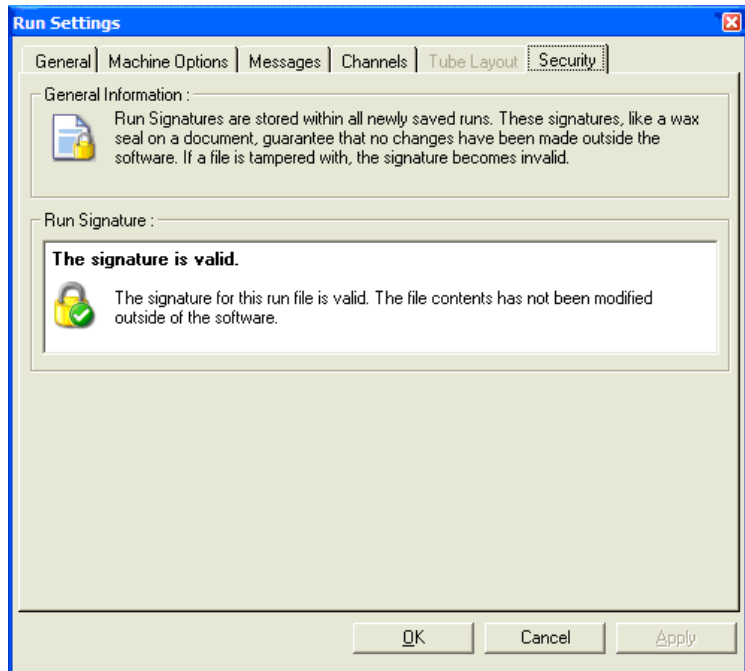 Run Settings
General Machine Options Messages Channels Tube Layout Security
General Information :
Run Signatures are stored within all newly saved runs. These signatures, like a wax
seal on a document, guarantee that no changes have been made outside the
software. If a file is tampered with, the signature becomes invalid.
Run Signature :
The signature is valid.
The signature for this run file is valid. The file contents has not been modified
outside of the software.
OK Cancel Apply